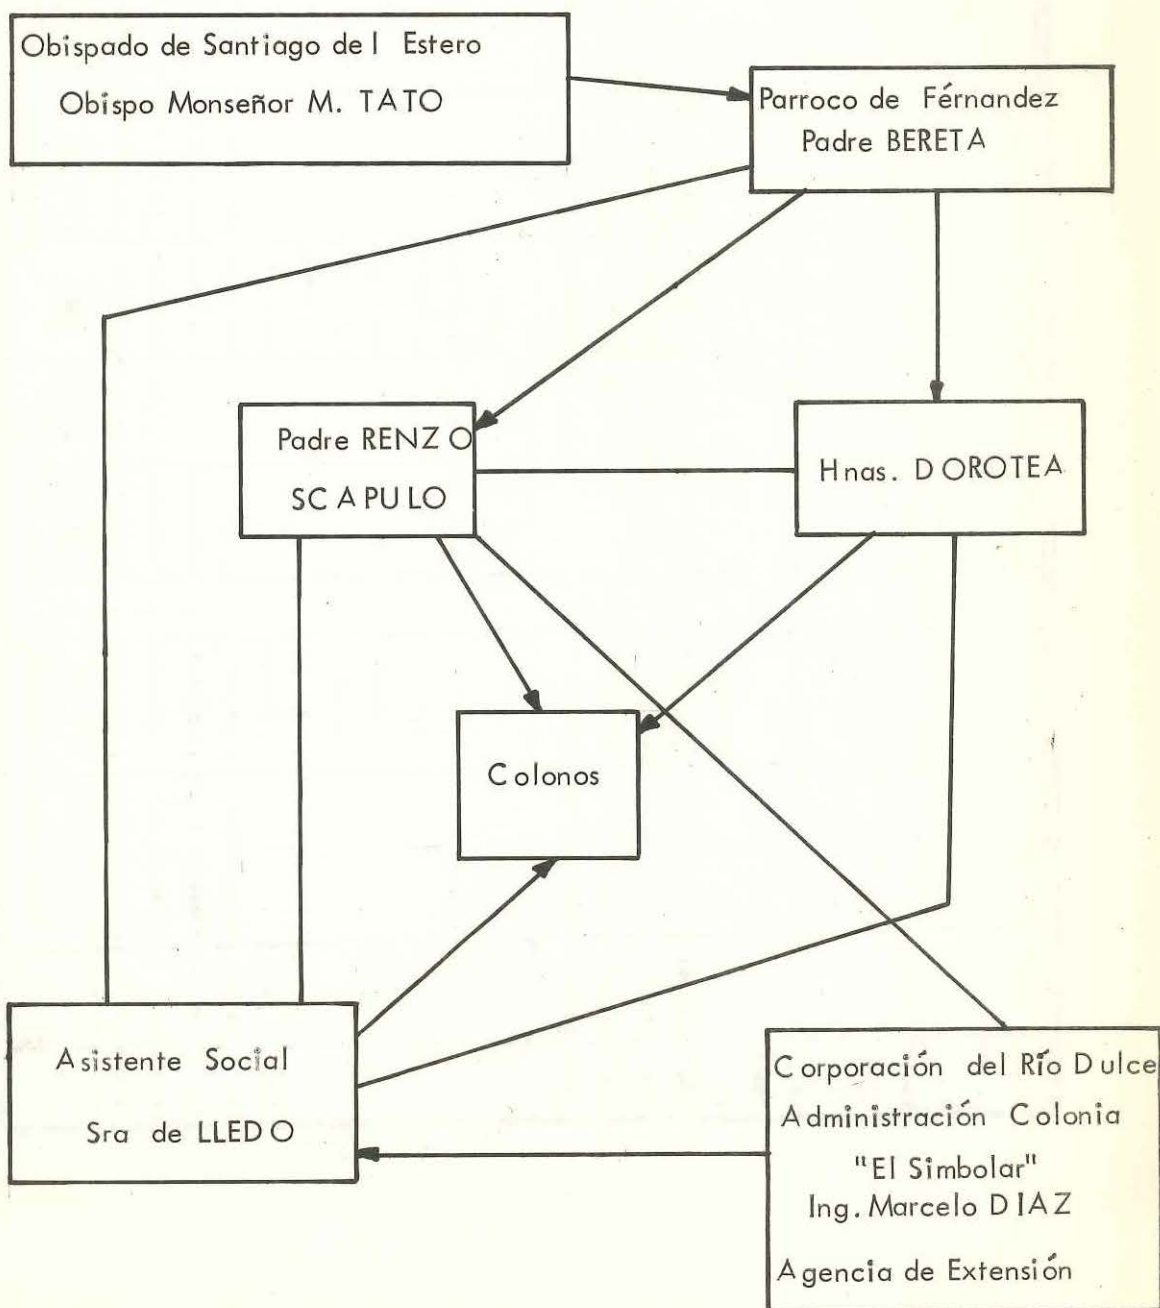 Obispado de Santiago del Estero
Obispo Monseñor M. TATO
Parroco de Férnandez
Padre BERETA
Padre RENZO
SCAPULO
Hnas. DOROTEA
Colonos
Asistente Social
Sra de LLEDO
Corporación del Río Dulce
Administración Colonia
"El Simbolar"
Ing. Marcelo DIAZ
Agencia de Extensión